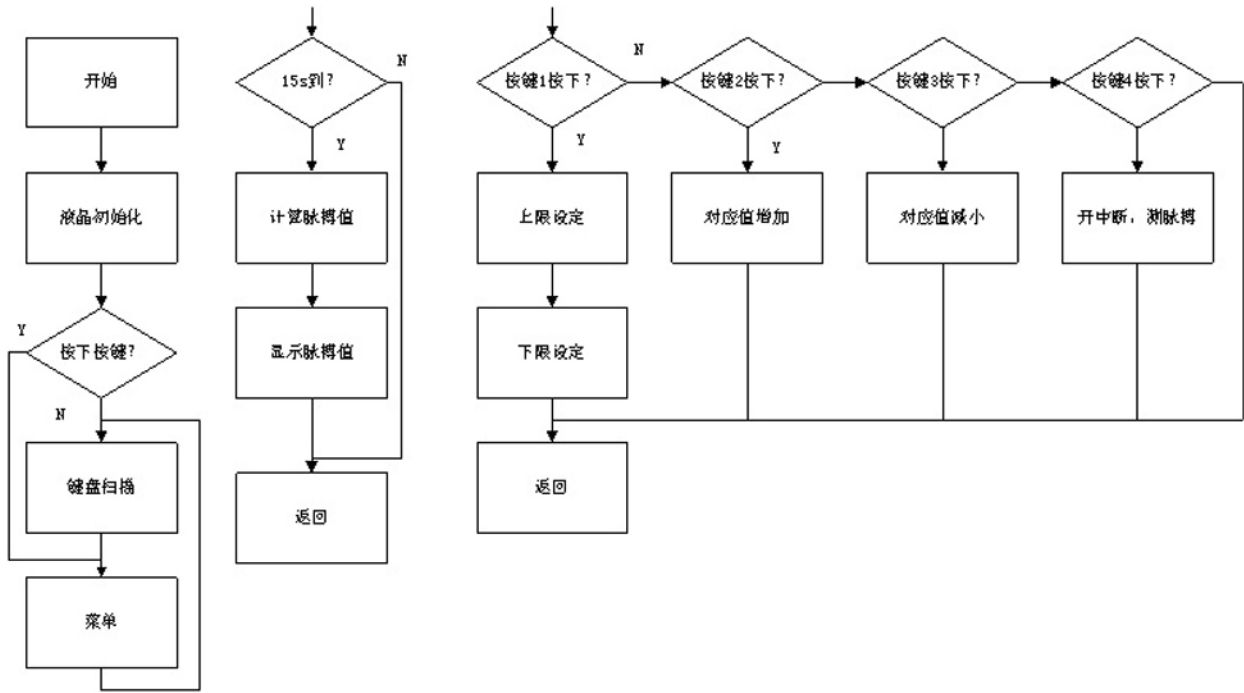 开始
液晶初始化
按下按键?
Y
N
键盘扫描
菜单
15s到?
N
Y
计算脉搏值
显示脉搏值
返回
按键1按下?
N
Y
上限设定
下限设定
返回
按键2按下?
Y
对应值增加
按键3按下?
对应值减小
按键4按下?
开中断，测脉搏